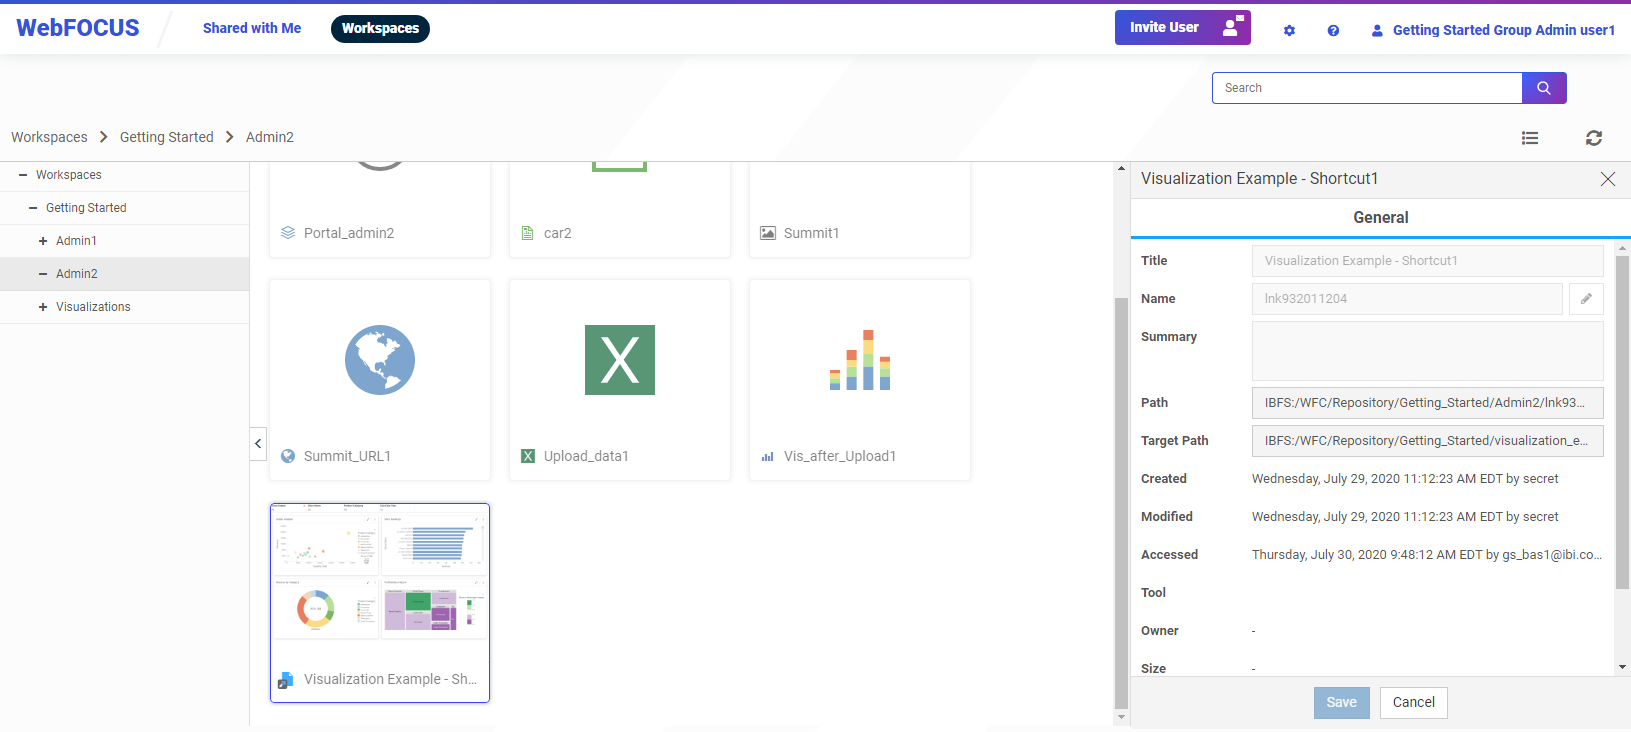 WebFOCUS
Shared with Me
Workspaces
Invite User
Getting Started Group Admin user1
Search
Workspaces
Getting Started
Admin2
Workspaces
Getting Started
Admin1
Admin2
Visualizations
Portal_admin2
car2
Summit1
Summit_URL1
Upload_data1
Vis_after_Upload1
Visualization Example - Sh...
Visualization Example - Shortcut1
General
Title Visualization Example - Shortcut1
Name lnk932011204
Summary
Path IBFS:/WFC/Repository/Getting_Started/Admin2/lnk93...
Target Path IBFS:/WFC/Repository/Getting_Started/visualization_e...
Created Wednesday, July 29, 2020 11:12:23 AM EDT by secret
Modified Wednesday, July 29, 2020 11:12:23 AM EDT by secret
Accessed Thursday, July 30, 2020 9:48:12 AM EDT by gs_bas1@ibi.co...
Tool
Owner -
Size -
Save
Cancel